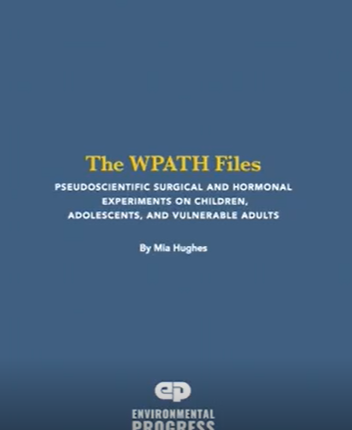 The WPATH Files
PSEUDOSCIENTIFIC SURGICAL AND HORMONAL
EXPERIMENTS ON CHILDREN,
ADOLESCENTS, AND VULNERABLE ADULTS
By Mia Hughes
ep
ENVIRONMENTAL
PROGRESS